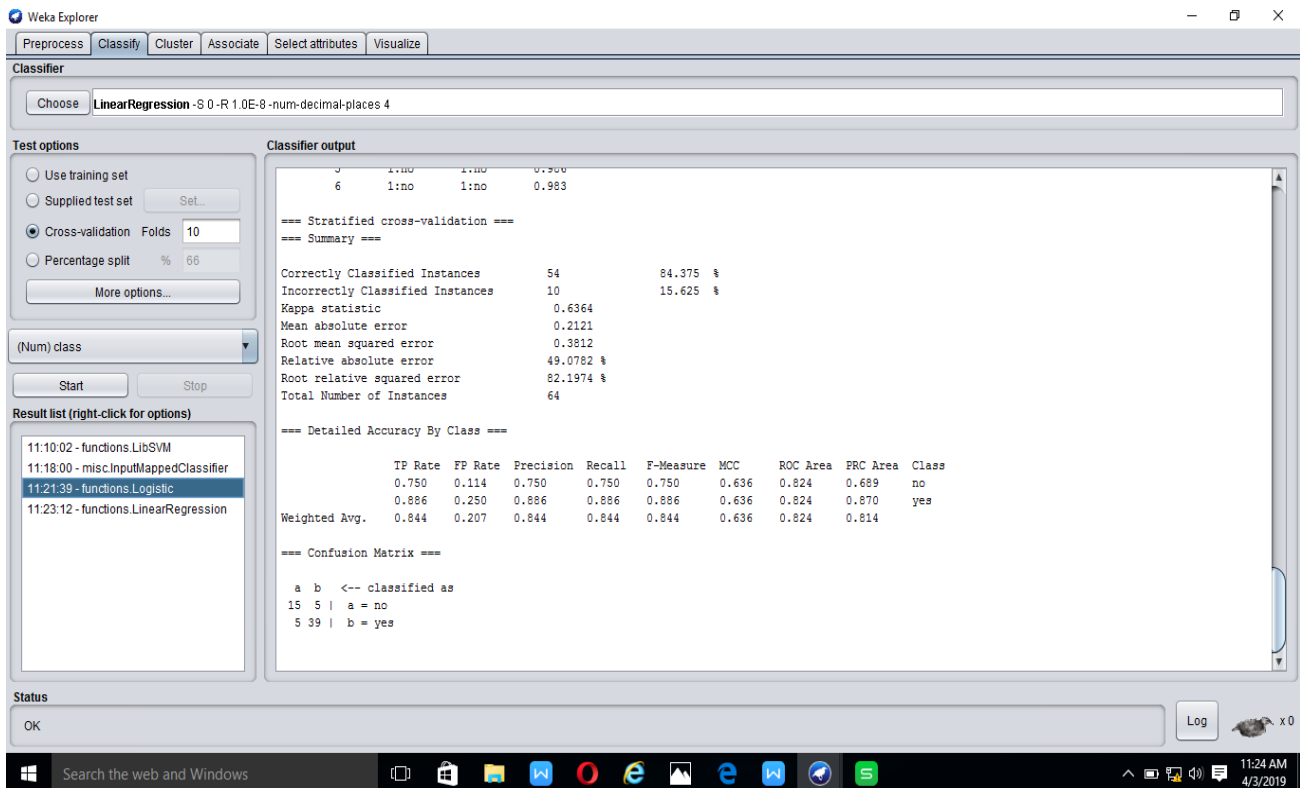 Weka Explorer
Preprocess Classify Cluster Associate Select attributes Visualize
Classifier
Choose LinearRegression -S 0 -R 1.0E-8 -num-decimal-places 4
Test options
Use training set
Supplied test set Set...
Cross-validation Folds 10
Percentage split % 66
More options...
(Num) class
Start Stop
Result list (right-click for options)
11:10:02 - functions.LibSVM
11:18:00 - misc.InputMappedClassifier
11:21:39 - functions.Logistic
11:23:12 - functions.LinearRegression
Classifier output
6 1:no 1:no 0.983
=== Stratified cross-validation ===
=== Summary ===
Correctly Classified Instances 54 84.375 %
Incorrectly Classified Instances 10 15.625 %
Kappa statistic 0.6364
Mean absolute error 0.2121
Root mean squared error 0.3812
Relative absolute error 49.0782 %
Root relative squared error 82.1974 %
Total Number of Instances 64
=== Detailed Accuracy By Class ===
TP Rate FP Rate Precision Recall F-Measure MCC ROC Area PRC Area Class
0.750 0.114 0.750 0.750 0.750 0.636 0.824 0.689 no
0.886 0.250 0.886 0.886 0.886 0.636 0.824 0.870 yes
Weighted Avg. 0.844 0.207 0.844 0.844 0.844 0.636 0.824 0.814
=== Confusion Matrix ===
a b <-- classified as
15 5 | a = no
5 39 | b = yes
Status
OK
Log x 0
Search the web and Windows
11:24 AM
4/3/2019